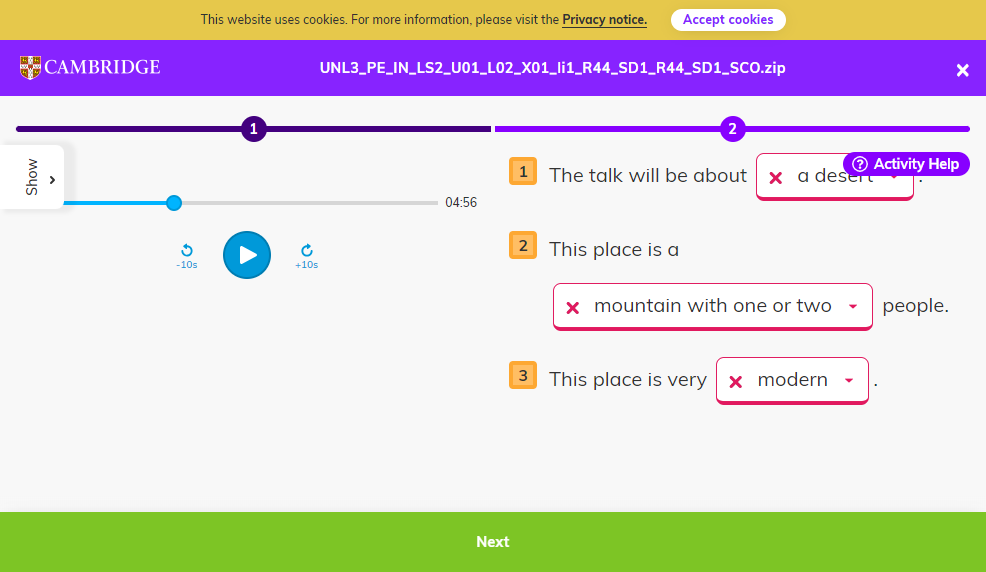 This website uses cookies. For more information, please visit the Privacy notice. Accept cookies
CAMBRIDGE
UNL3_PE_IN_LS2_U01_L02_X01_Ii1_R44_SD1_R44_SD1_SCO.zip
1
2
Show
Activity Help
04:56
-10s
+10s
1 The talk will be about a desert .
2 This place is a
mountain with one or two people.
3 This place is very modern .
Next